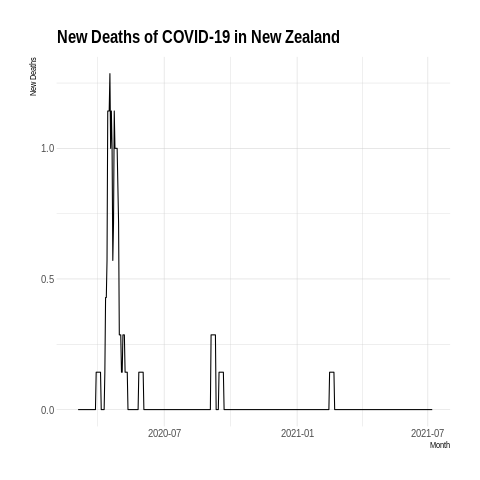 New Deaths of COVID-19 in New Zealand
New Deaths
1.0
0.5
0.0
2020-07 2021-01 2021-07
Month